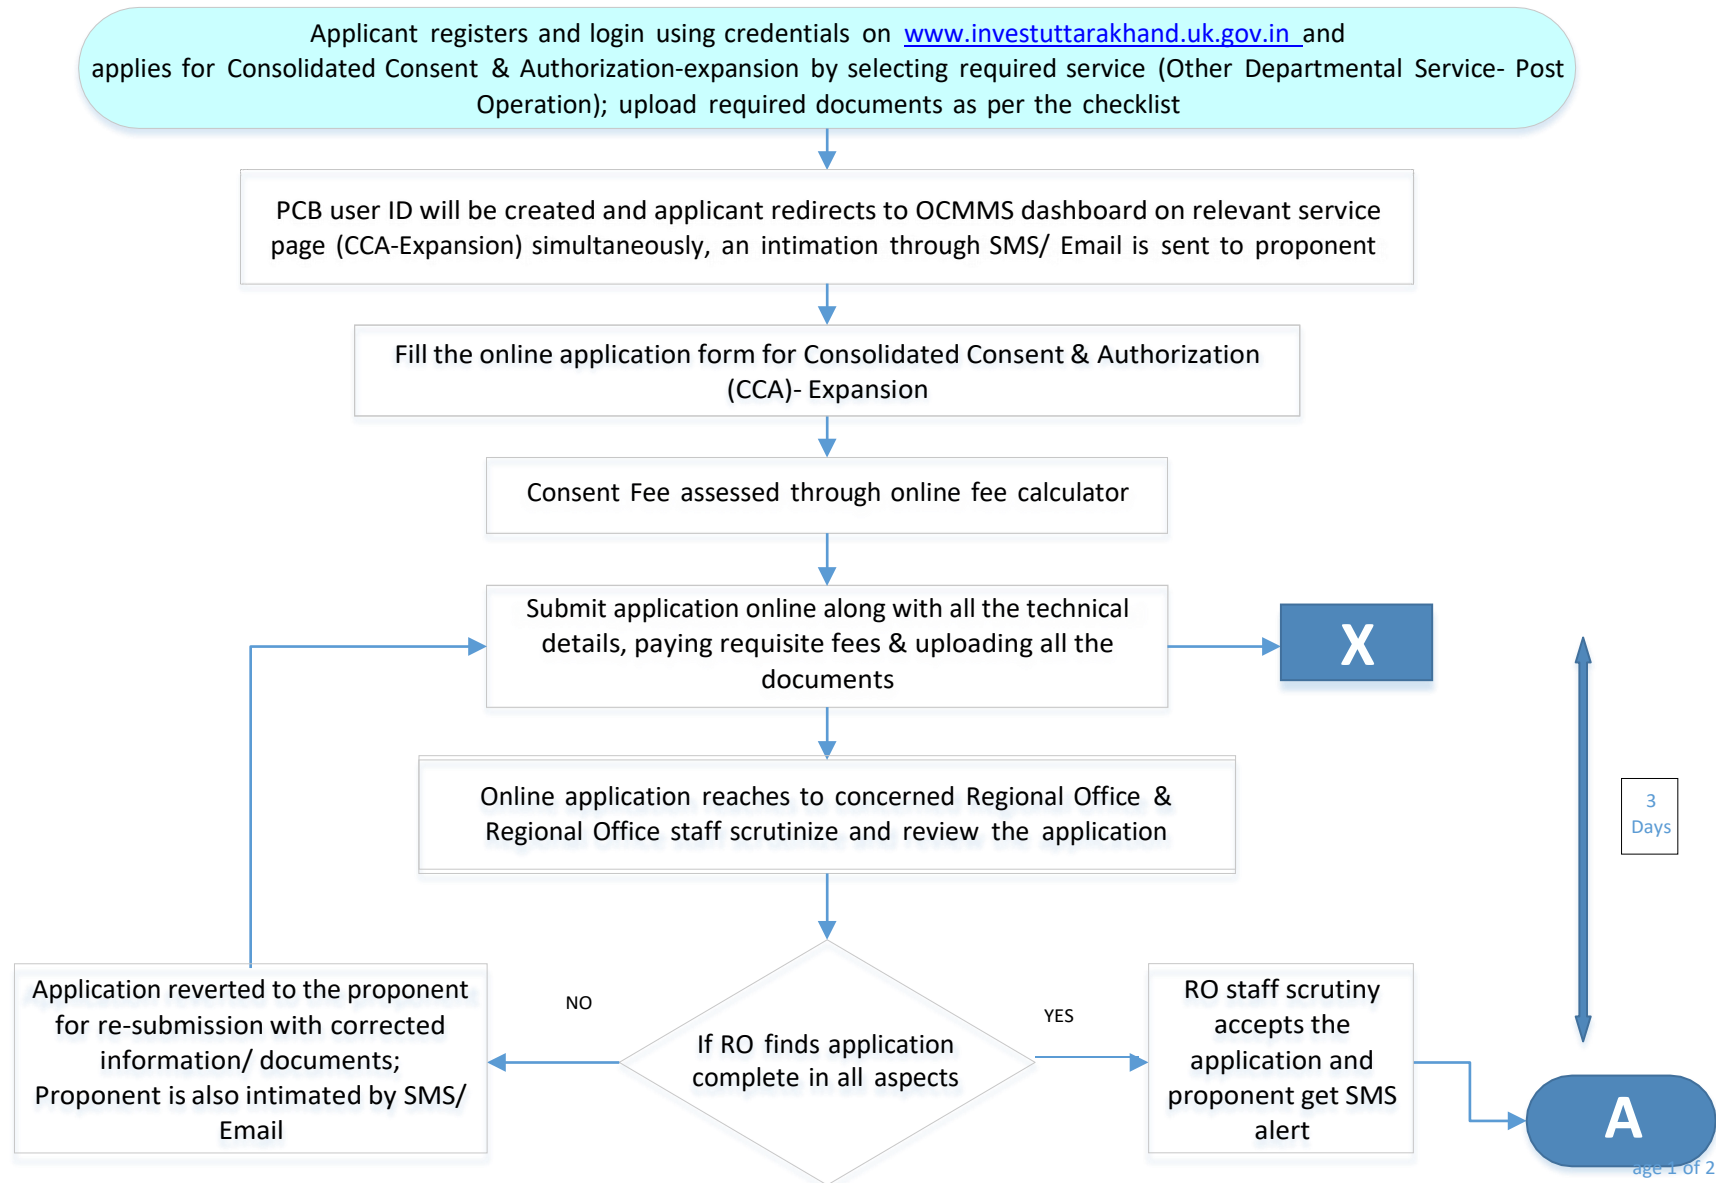 Applicant registers and login using credentials on www.investuttarakhand.uk.gov.in and
applies for Consolidated Consent & Authorization-expansion by selecting required service (Other Departmental Service- Post
Operation); upload required documents as per the checklist
PCB user ID will be created and applicant redirects to OCMMS dashboard on relevant service
page (CCA-Expansion) simultaneously, an intimation through SMS/ Email is sent to proponent
Fill the online application form for Consolidated Consent & Authorization
(CCA)- Expansion
Consent Fee assessed through online fee calculator
Submit application online along with all the technical
details, paying requisite fees & uploading all the
documents
X
Online application reaches to concerned Regional Office &
Regional Office staff scrutinize and review the application
3
Days
Application reverted to the proponent
for re-submission with corrected
information/ documents;
Proponent is also intimated by SMS/
Email
NO
If RO finds application
complete in all aspects
YES
RO staff scrutiny
accepts the
application and
proponent get SMS
alert
A
age 1 of 2